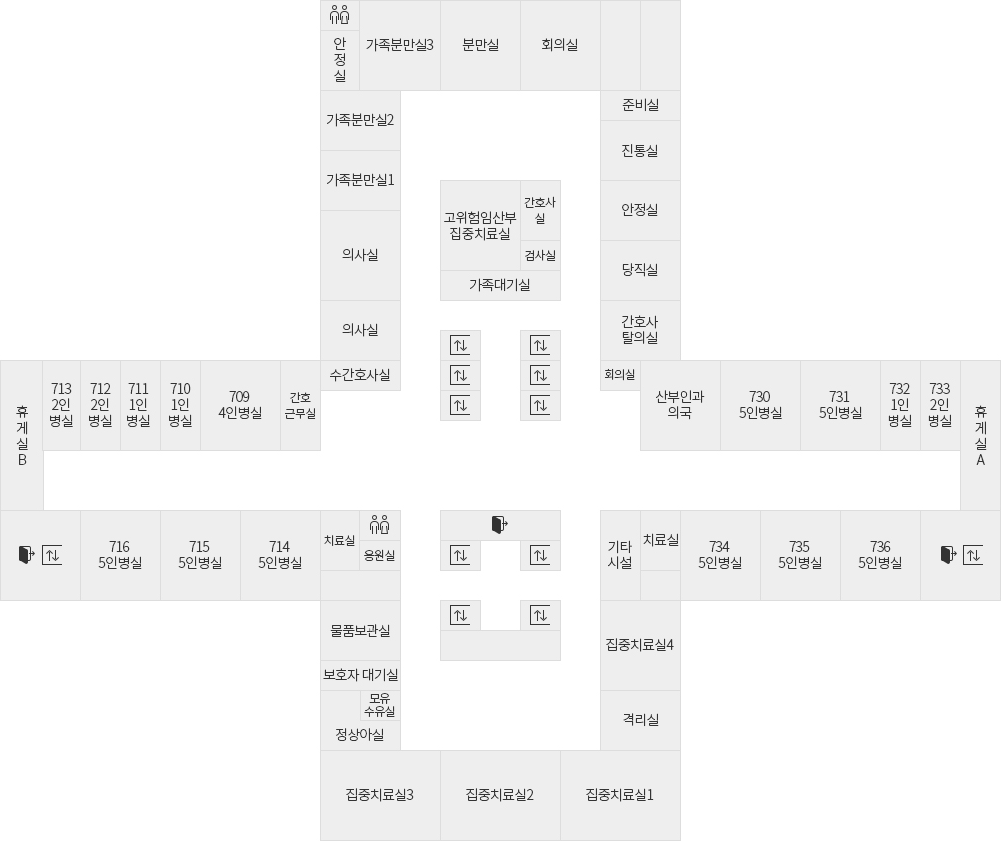 안
정
실
가족분만실3
분만실
회의실
가족분만실2
준비실
진통실
가족분만실1
고위험임산부
집중치료실
간호사
실
안정실
의사실
검사실
가족대기실
당직실
의사실
간호사
탈의실
수간호사실
회의실
휴
게
실
B
713
2인
병실
712
2인
병실
711
1인
병실
710
1인
병실
709
4인병실
간호
근무실
산부인과
의국
730
5인병실
731
5인병실
732
1인
병실
733
2인
병실
휴
게
실
A
716
5인병실
715
5인병실
714
5인병실
치료실
응원실
기타
시설
치료실
734
5인병실
735
5인병실
736
5인병실
물품보관실
집중치료실4
보호자 대기실
모유
수유실
정상아실
격리실
집중치료실3
집중치료실2
집중치료실1